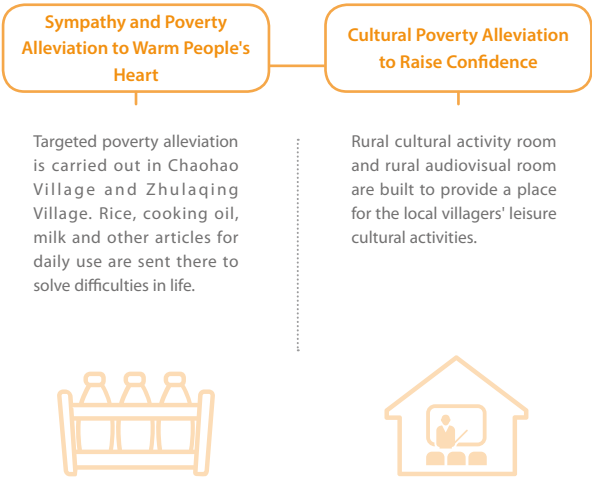 Sympathy and Poverty
Alleviation to Warm People's
Heart
Cultural Poverty Alleviation
to Raise Confidence
Targeted poverty alleviation
is carried out in Chaohao
Village and Zhulaqing
Village. Rice, cooking oil,
milk and other articles for
daily use are sent there to
solve difficulties in life.
Rural cultural activity room
and rural audiovisual room
are built to provide a place
for the local villagers' leisure
cultural activities.